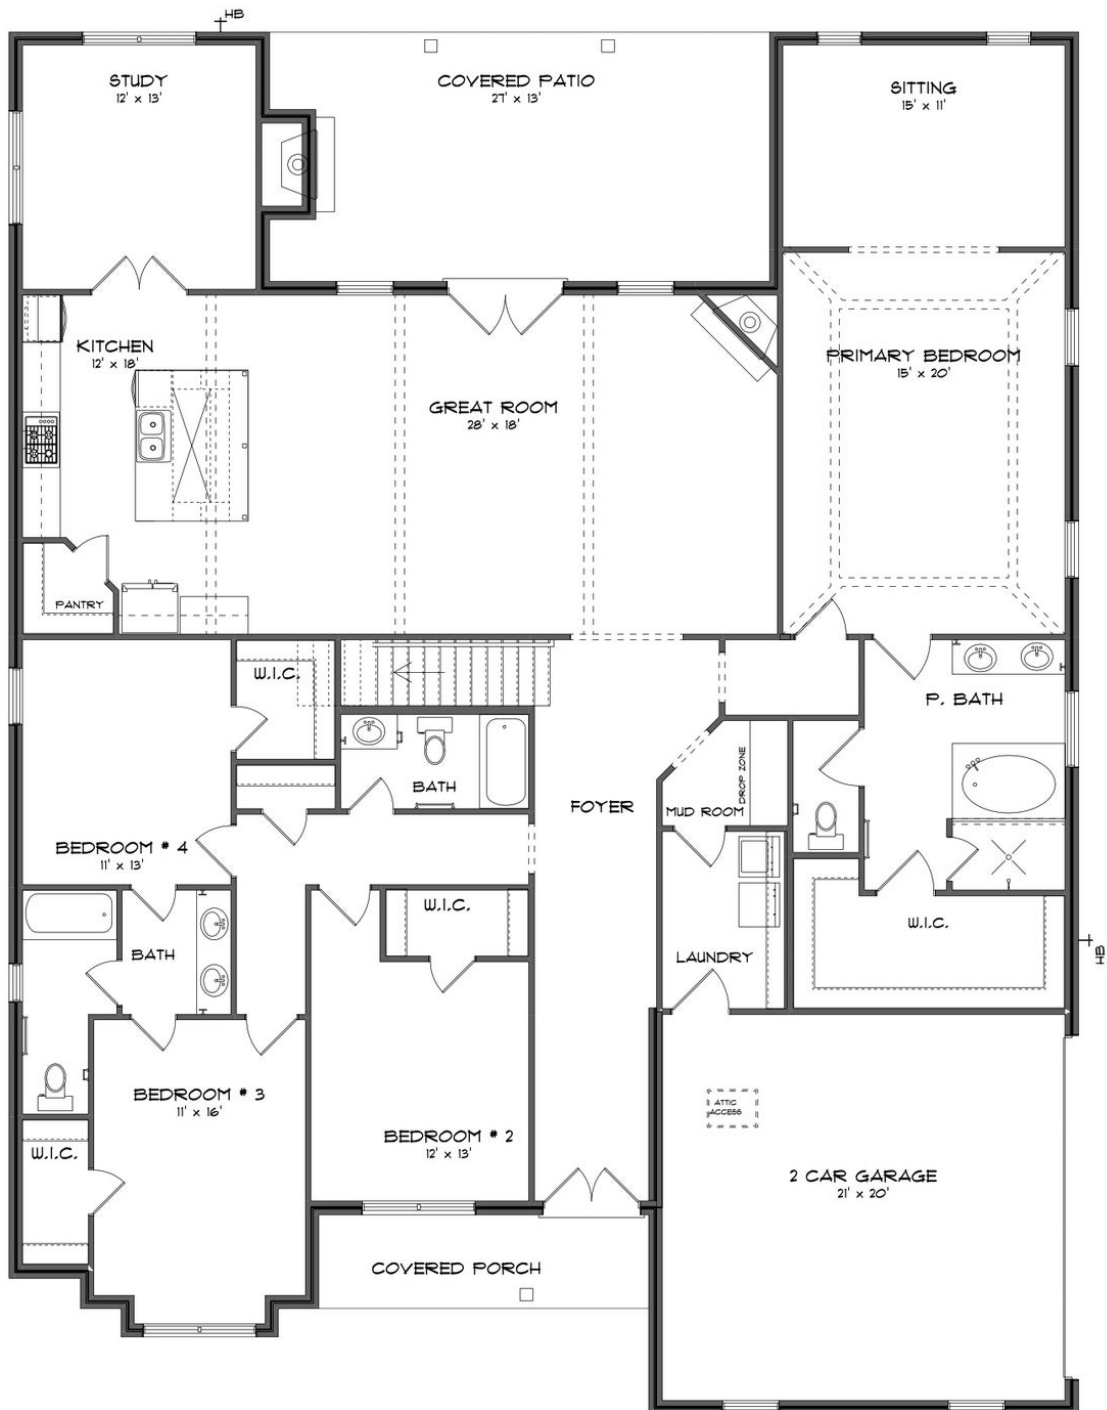 HB
STUDY
12' x 13'
COVERED PATIO
27' x 13'
SITTING
15' x 11'
KITCHEN
12' x 18'
PRIMARY BEDROOM
15' x 20'
GREAT ROOM
28' x 18'
PANTRY
W.I.C.
P. BATH
BATH
FOYER
MUD ROOM
DROP ZONE
BEDROOM # 4
11' x 13'
W.I.C.
W.I.C.
BATH
LAUNDRY
HB
BEDROOM # 3
11' x 16'
ATTIC
ACCESS
BEDROOM # 2
12' x 13'
W.I.C.
2 CAR GARAGE
21' x 20'
COVERED PORCH